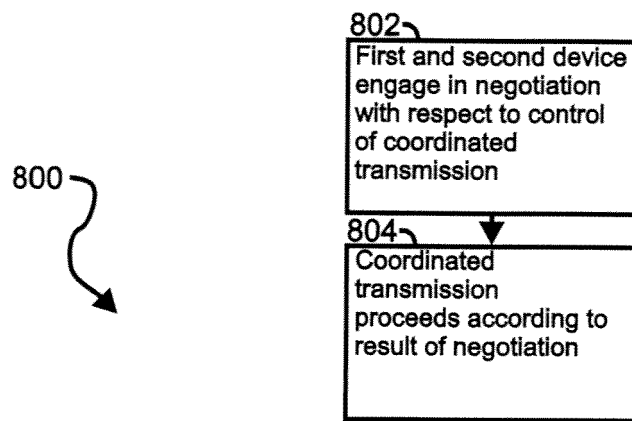 802
First and second device
engage in negotiation
with respect to control
of coordinated
transmission
800
804
Coordinated
transmission
proceeds according to
result of negotiation